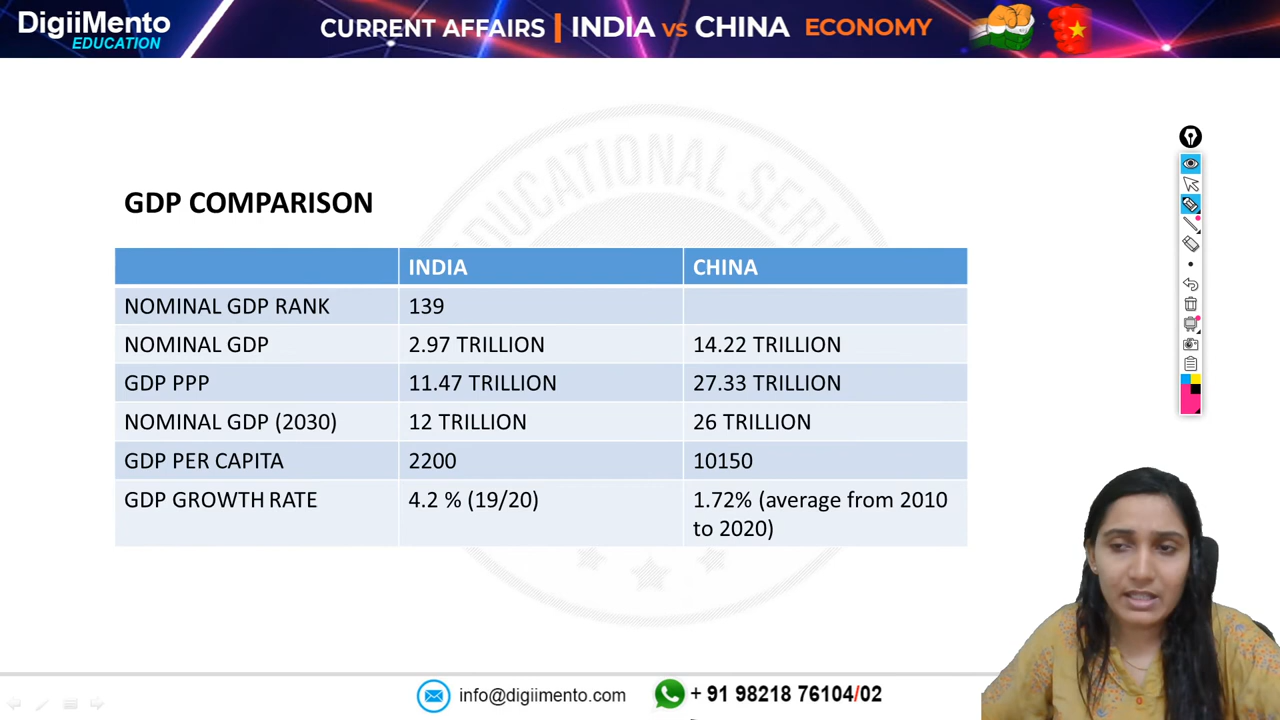 DigiiMento
EDUCATION
CURRENT AFFAIRS | INDIA vs CHINA ECONOMY
EDUCATIONAL SERVI
GDP COMPARISON
INDIA CHINA
NOMINAL GDP RANK 139
NOMINAL GDP 2.97 TRILLION 14.22 TRILLION
GDP PPP 11.47 TRILLION 27.33 TRILLION
NOMINAL GDP (2030) 12 TRILLION 26 TRILLION
GDP PER CAPITA 2200 10150
GDP GROWTH RATE 4.2 % (19/20) 1.72% (average from 2010
to 2020)
info@digiimento.com + 91 98218 76104/02